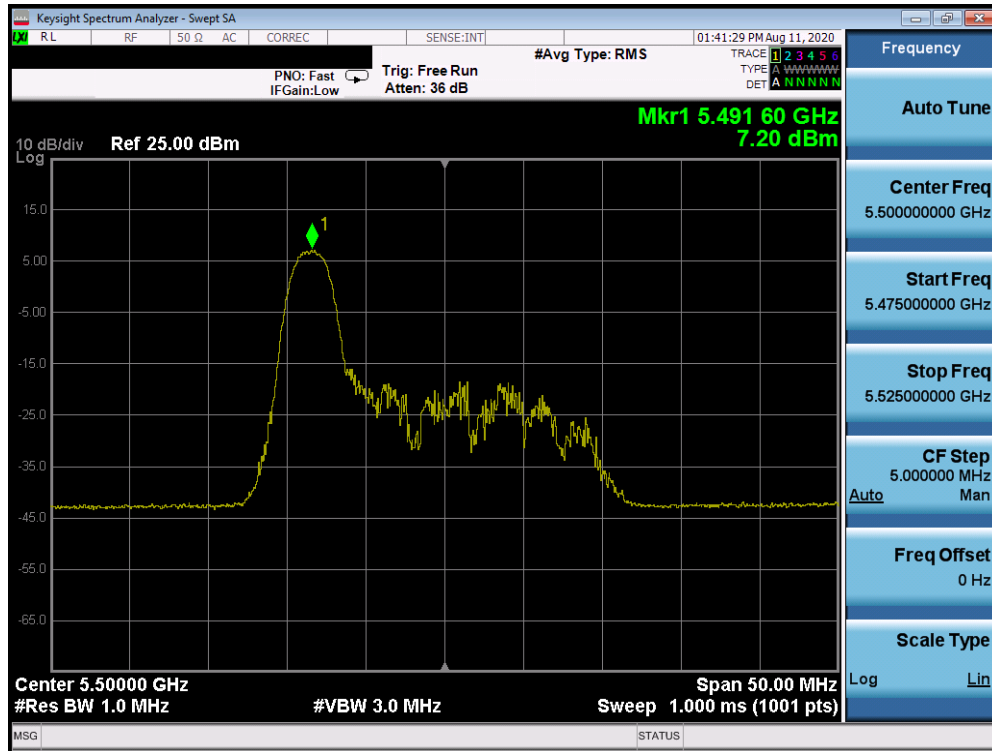 Keysight Spectrum Analyzer - Swept SA
LXI RL RF 50 Ω AC CORREC SENSE:INT 01:41:29 PM Aug 11, 2020
#Avg Type: RMS
TRACE 1 2 3 4 5 6
PNO: Fast Trig: Free Run TYPE A WWWWW
IFGain:Low Atten: 36 dB DET A N N N N N
Mkr1 5.491 60 GHz
7.20 dBm
10 dB/div Ref 25.00 dBm
Log
1
15.0
5.00
-5.00
-15.0
-25.0
-35.0
-45.0
-55.0
-65.0
Center 5.50000 GHz Span 50.00 MHz
#Res BW 1.0 MHz #VBW 3.0 MHz Sweep 1.000 ms (1001 pts)
MSG STATUS
Frequency
Auto Tune
Center Freq
5.500000000 GHz
Start Freq
5.475000000 GHz
Stop Freq
5.525000000 GHz
CF Step
5.000000 MHz
Auto Man
Freq Offset
0 Hz
Scale Type
Log Lin